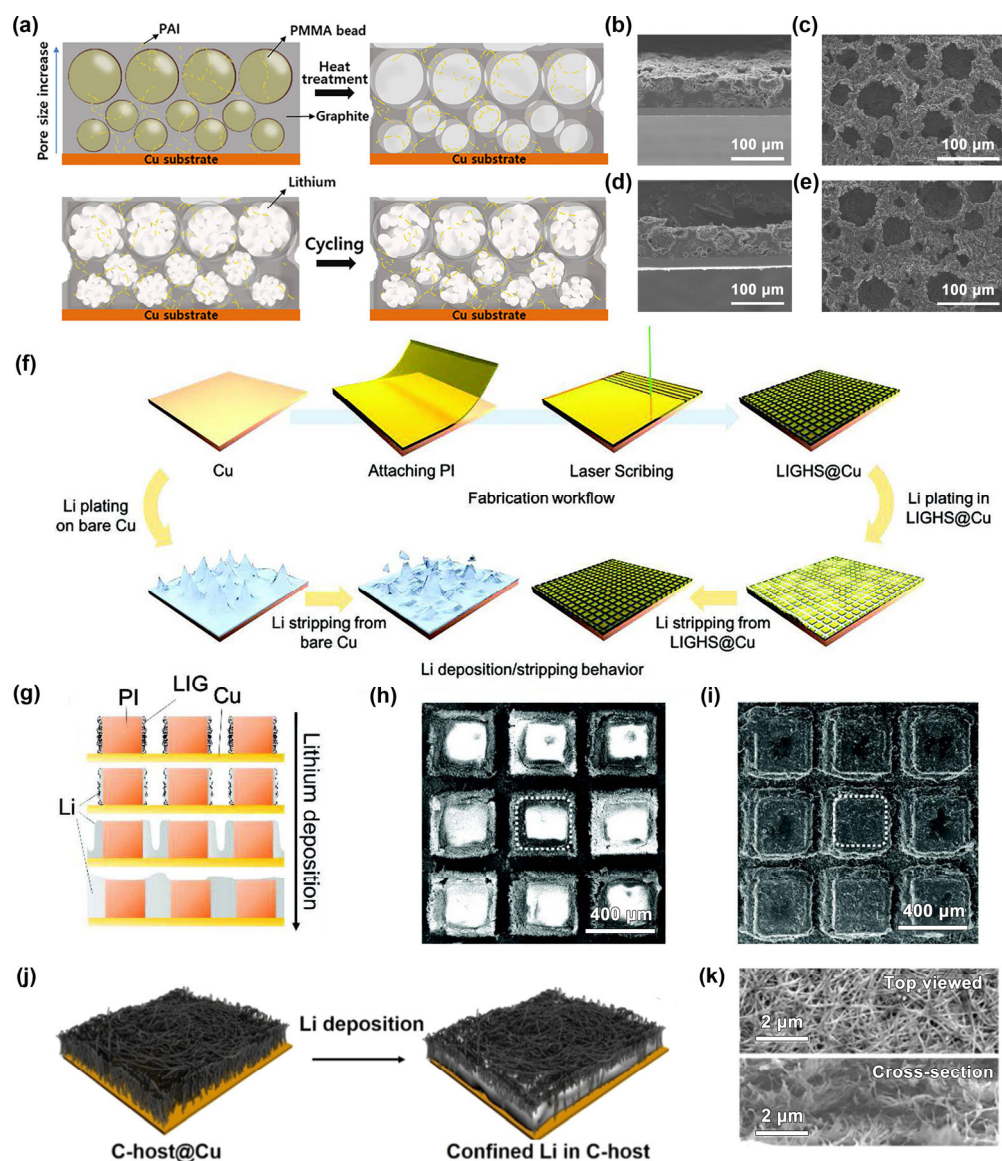 (a)
PAI
PMMA bead
Pore size increase
Heat
treatment
Graphite
Cu substrate
Lithium
Cycling
Cu substrate
Cu substrate
(b)
100 μm
(c)
100 μm
(d)
100 μm
(e)
100 μm
(f)
Cu
Attaching PI
Laser Scribing
LIGHS@Cu
Fabrication workflow
Li plating
on bare Cu
Li plating in
LIGHS@Cu
Li stripping from
bare Cu
Li stripping from
LIGHS@Cu
Li deposition/stripping behavior
(g)
PI
LIG
Cu
Li
Lithium deposition
(h)
400 μm
(i)
400 μm
(j)
Li deposition
C-host@Cu
Confined Li in C-host
(k)
Top viewed
2 μm
Cross-section
2 μm